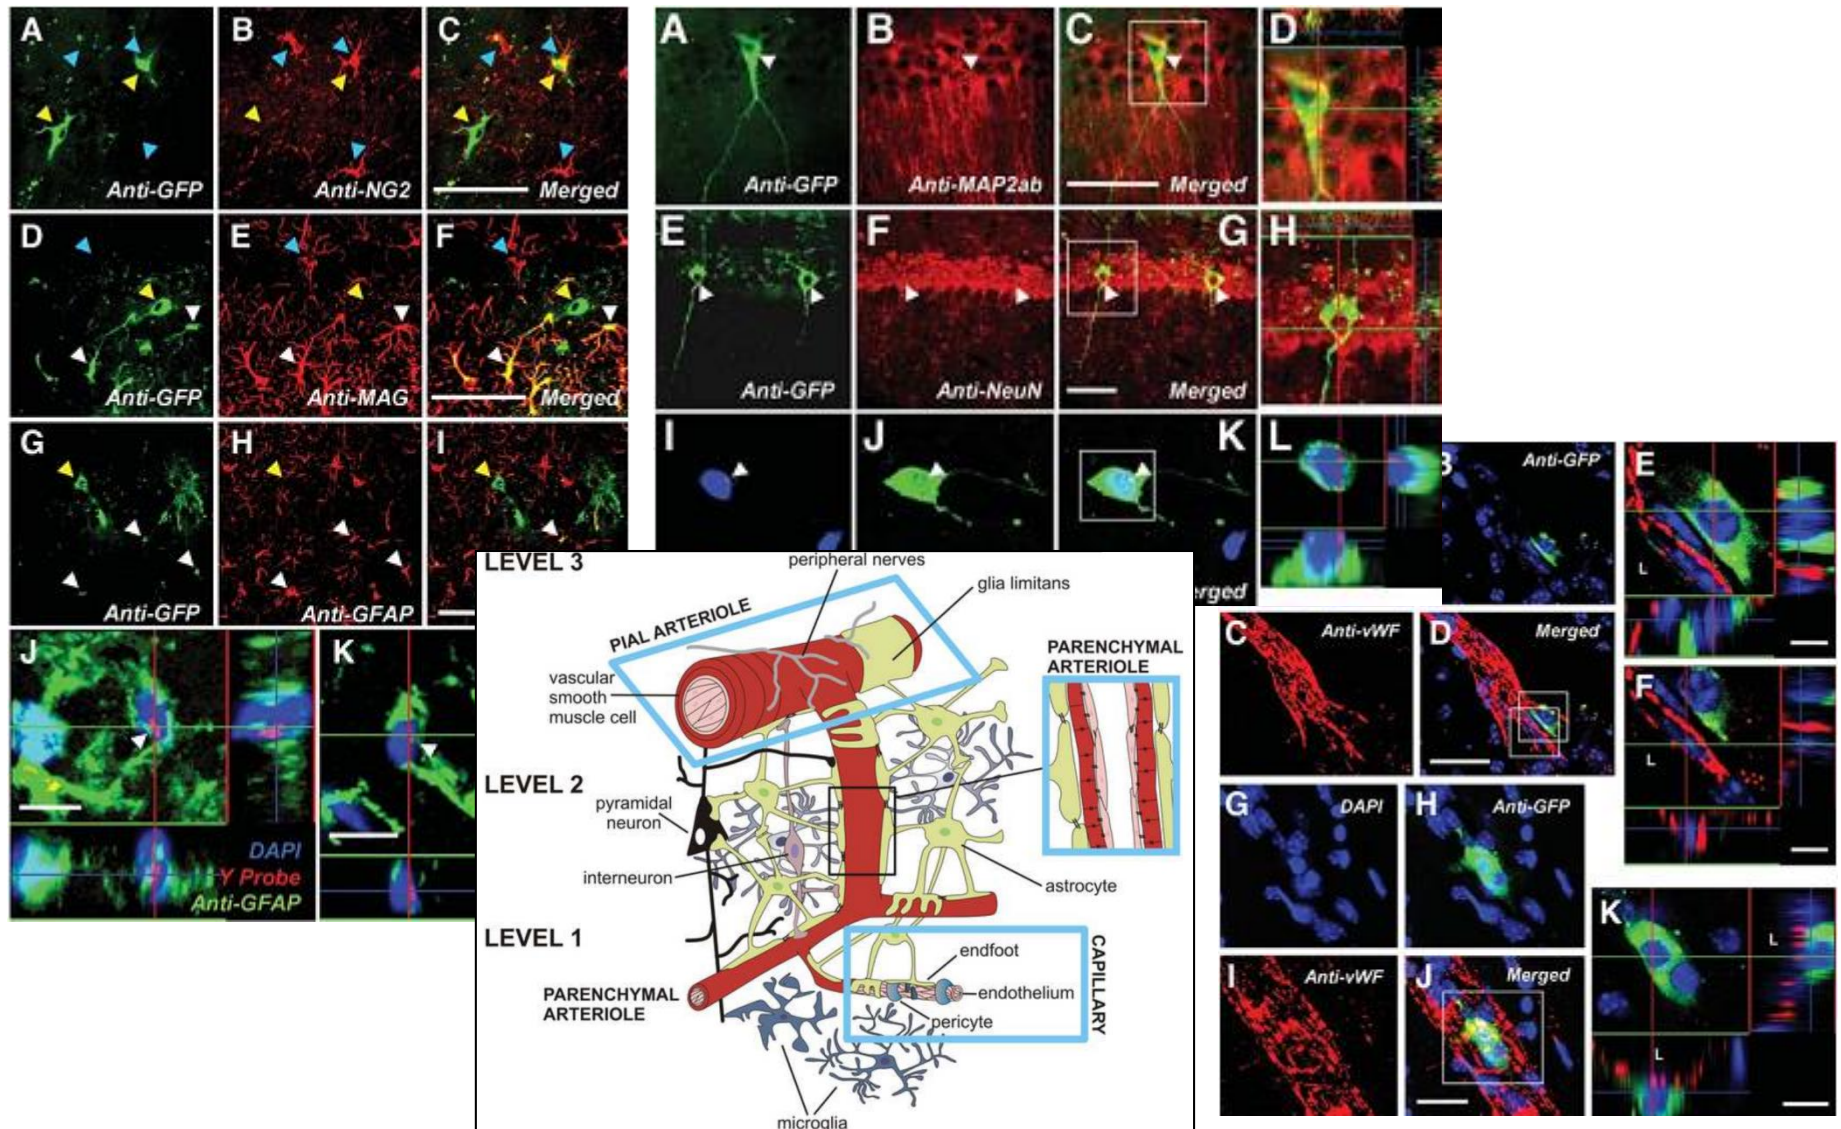 A
B
C
Anti-GFP
Anti-NG2
Merged
D
E
F
Anti-GFP
Anti-MAG
Merged
G
H
I
Anti-GFP
Anti-GFAP
J
K
DAPI
Y Probe
Anti-GFAP
A
B
C
D
Anti-GFP
Anti-MAP2ab
Merged
E
F
G
H
Anti-GFP
Anti-NeuN
Merged
I
J
K
L
erged
LEVEL 3
peripheral nerves
glia limitans
PIAL ARTERIOLE
vascular
smooth
muscle cell
PARENCHYMAL
ARTERIOLE
LEVEL 2
pyramidal
neuron
interneuron
astrocyte
LEVEL 1
endfoot
endothelium
pericyte
CAPILLARY
PARENCHYMAL
ARTERIOLE
microglia
Anti-GFP
E
L
C
Anti-vWF
D
Merged
F
L
G
DAPI
H
Anti-GFP
I
Anti-vWF
J
Merged
K
L
L